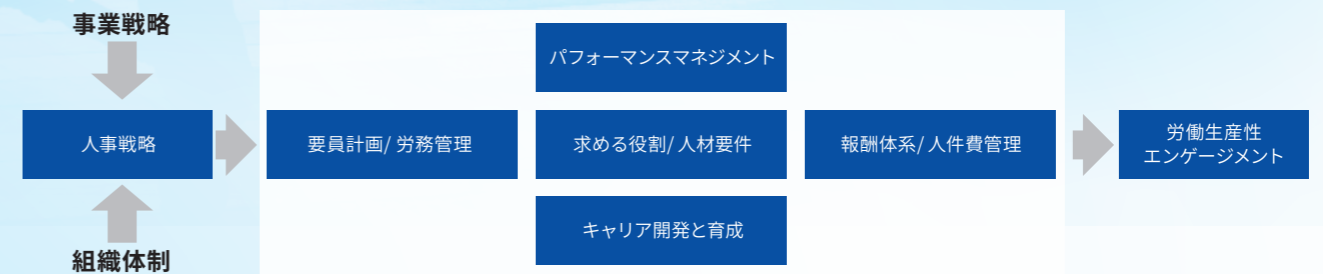 事業戦略
パフォーマンスマネジメント
人事戦略
要員計画/ 労務管理
求める役割/ 人材要件
報酬体系/ 人件費管理
労働生産性
エンゲージメント
キャリア開発と育成
組織体制